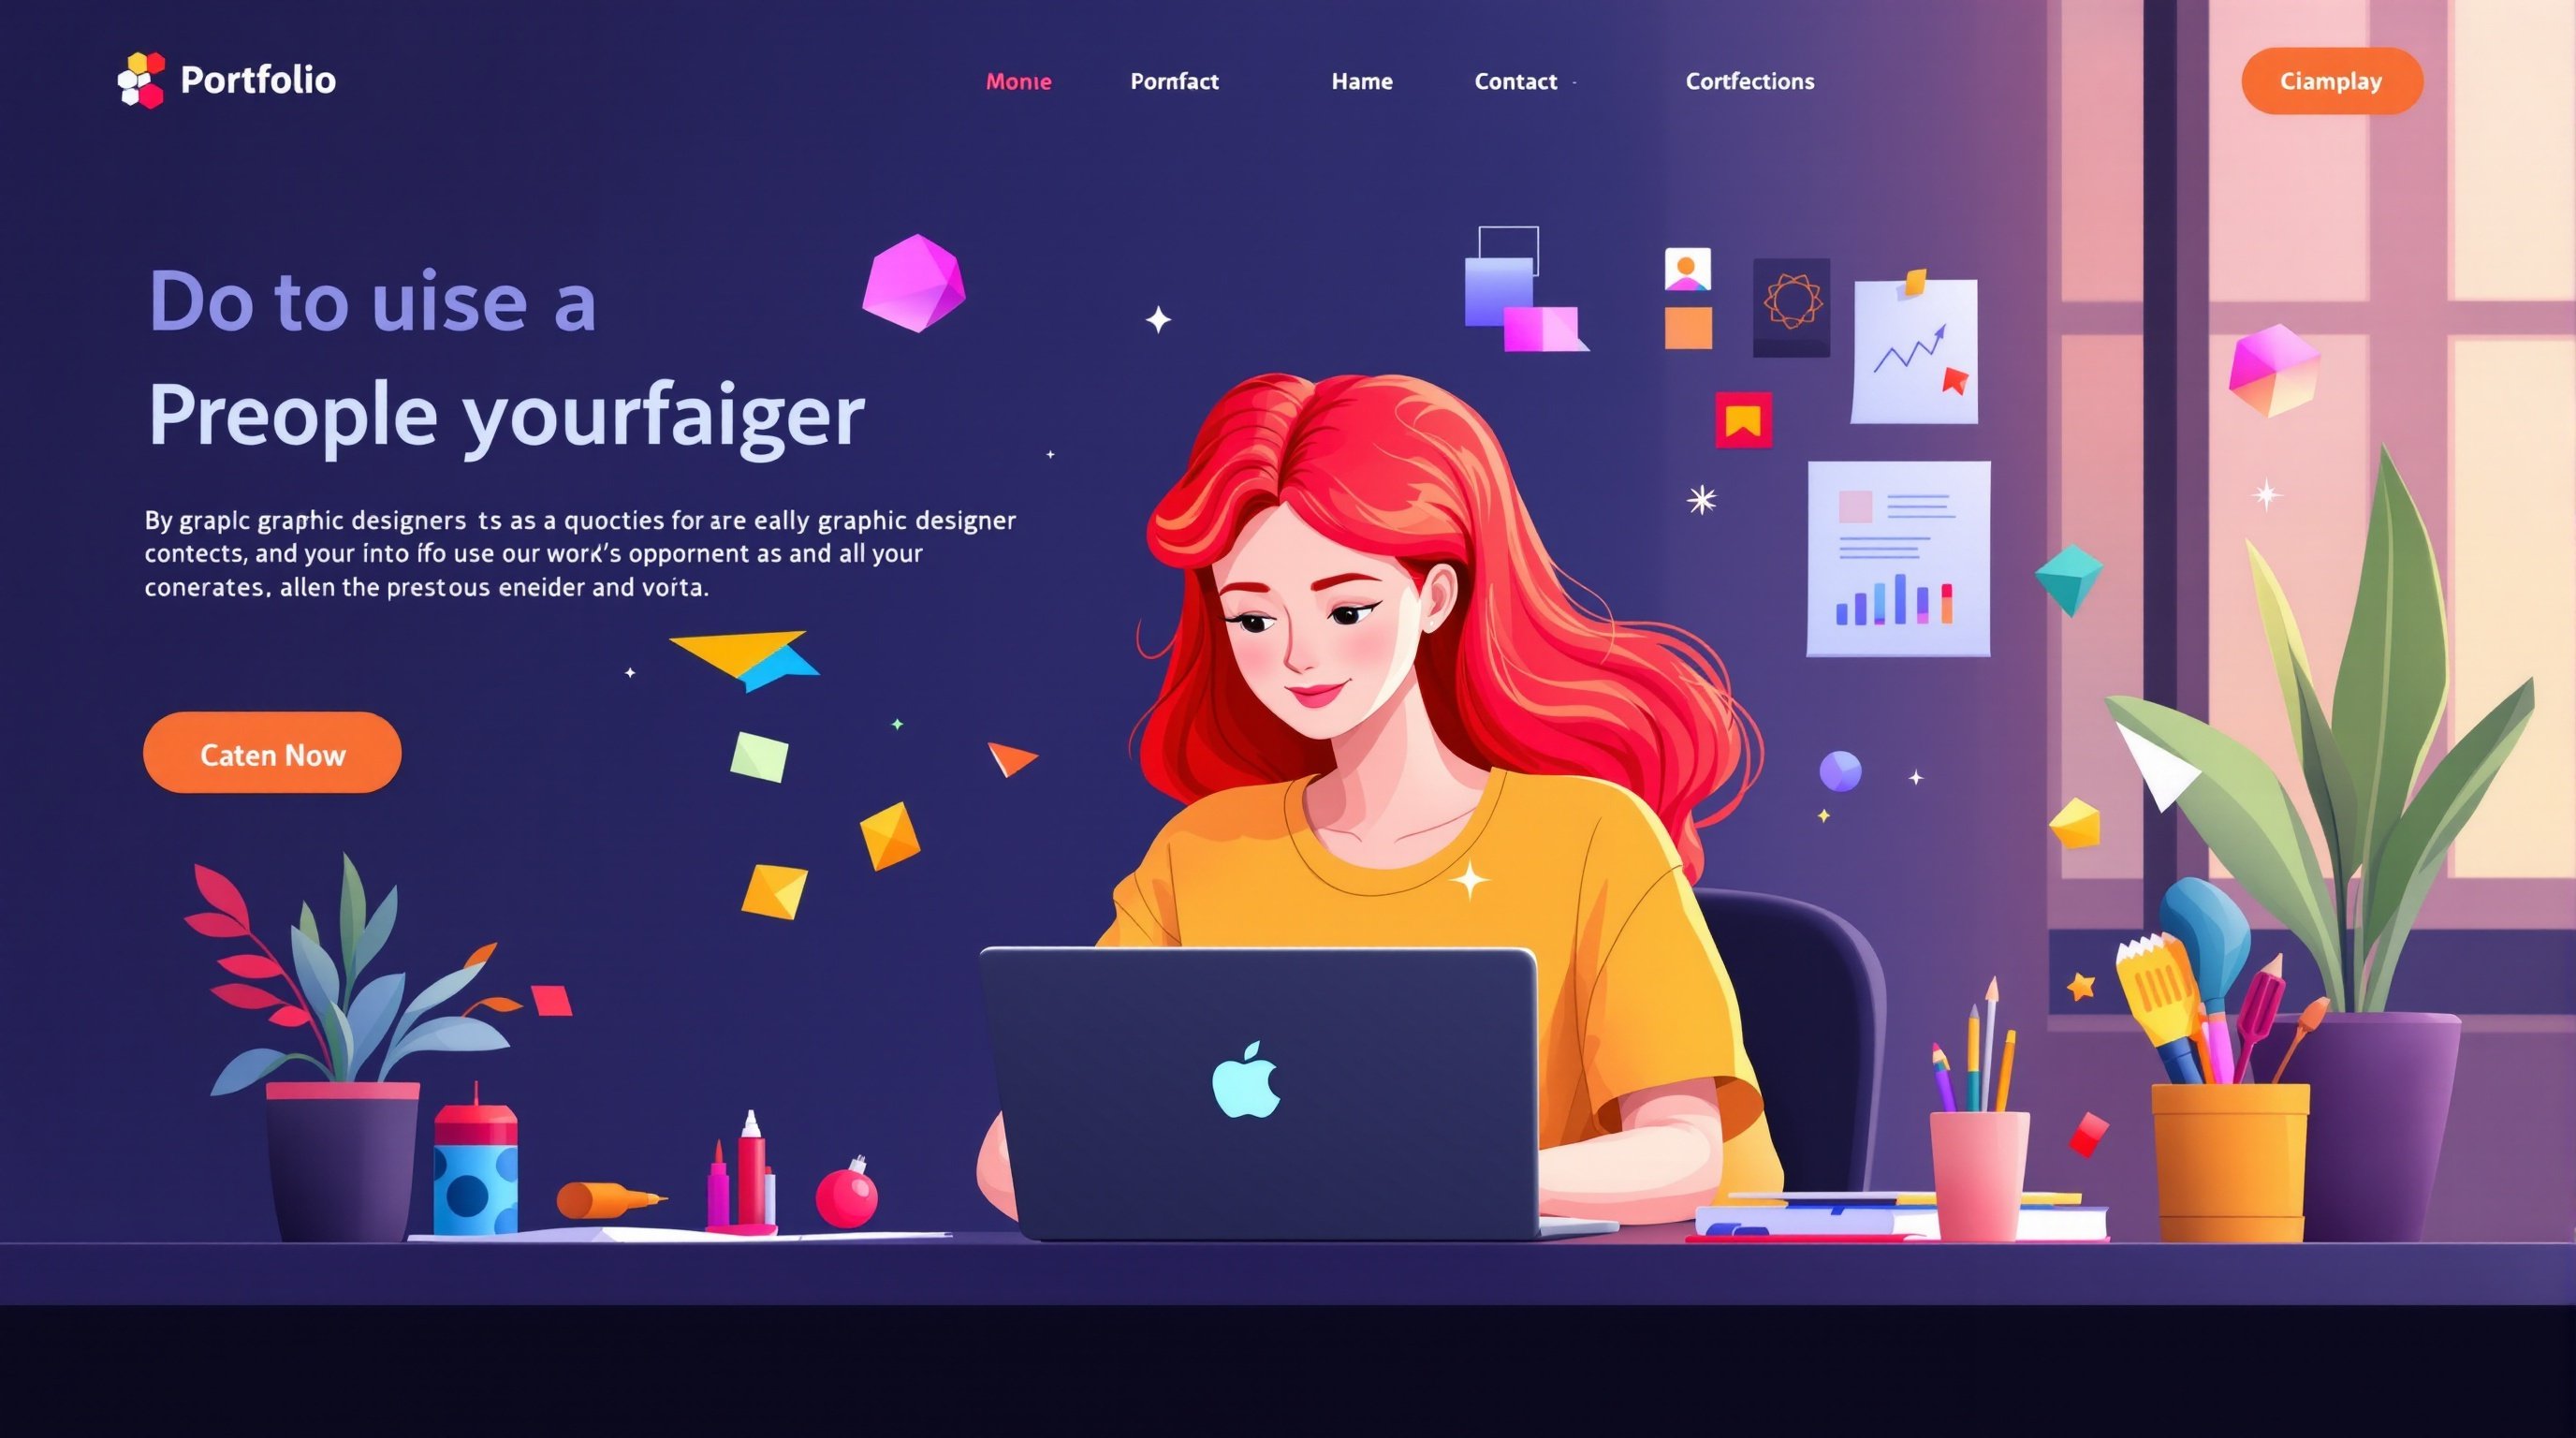 Portfolio
Monie
Pornfact
Hame
Contact
Cortfections
Ciamplay
Do to uise a
Preople yourfaiger
By graplc graphic designers ts as a quocties for are eally graphic designer
contects, and your into ifo use our work's oppornent as and all your
conerates, allen the prestous eneider and vorta.
Caten Now